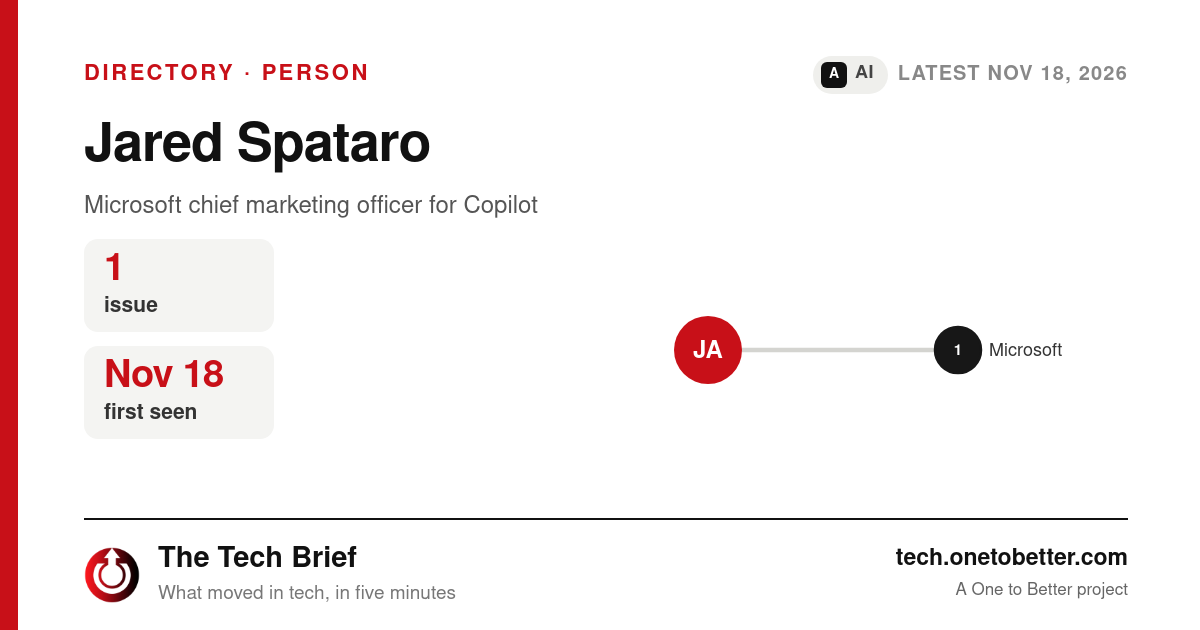 DIRECTORY · PERSON
A AI LATEST NOV 18, 2026
Jared Spataro
Microsoft chief marketing officer for Copilot
1
issue
Nov 18
first seen
JA
1 Microsoft
The Tech Brief
What moved in tech, in five minutes
tech.onetobetter.com
A One to Better project